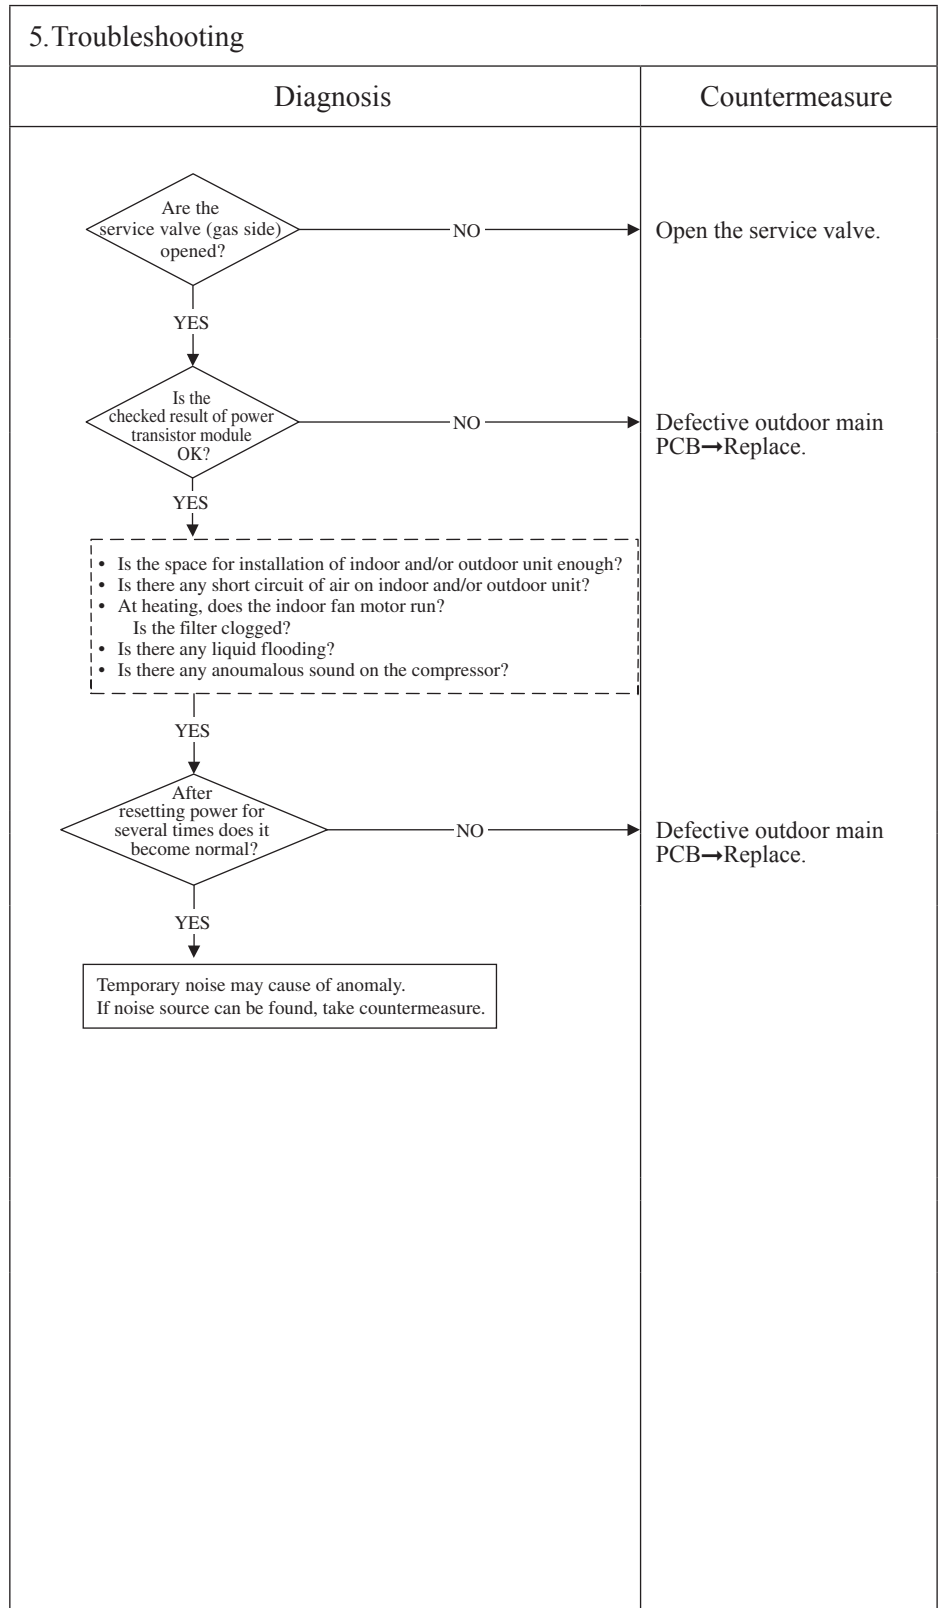 5.Troubleshooting
Diagnosis
Countermeasure
Are the
service valve (gas side)
opened?
NO
Open the service valve.
YES
Is the
checked result of power
transistor module
OK?
NO
Defective outdoor main
PCB→Replace.
YES
• Is the space for installation of indoor and/or outdoor unit enough?
• Is there any short circuit of air on indoor and/or outdoor unit?
• At heating, does the indoor fan motor run?
Is the filter clogged?
• Is there any liquid flooding?
• Is there any anoumalous sound on the compressor?
YES
After
resetting power for
several times does it
become normal?
NO
Defective outdoor main
PCB→Replace.
YES
Temporary noise may cause of anomaly.
If noise source can be found, take countermeasure.